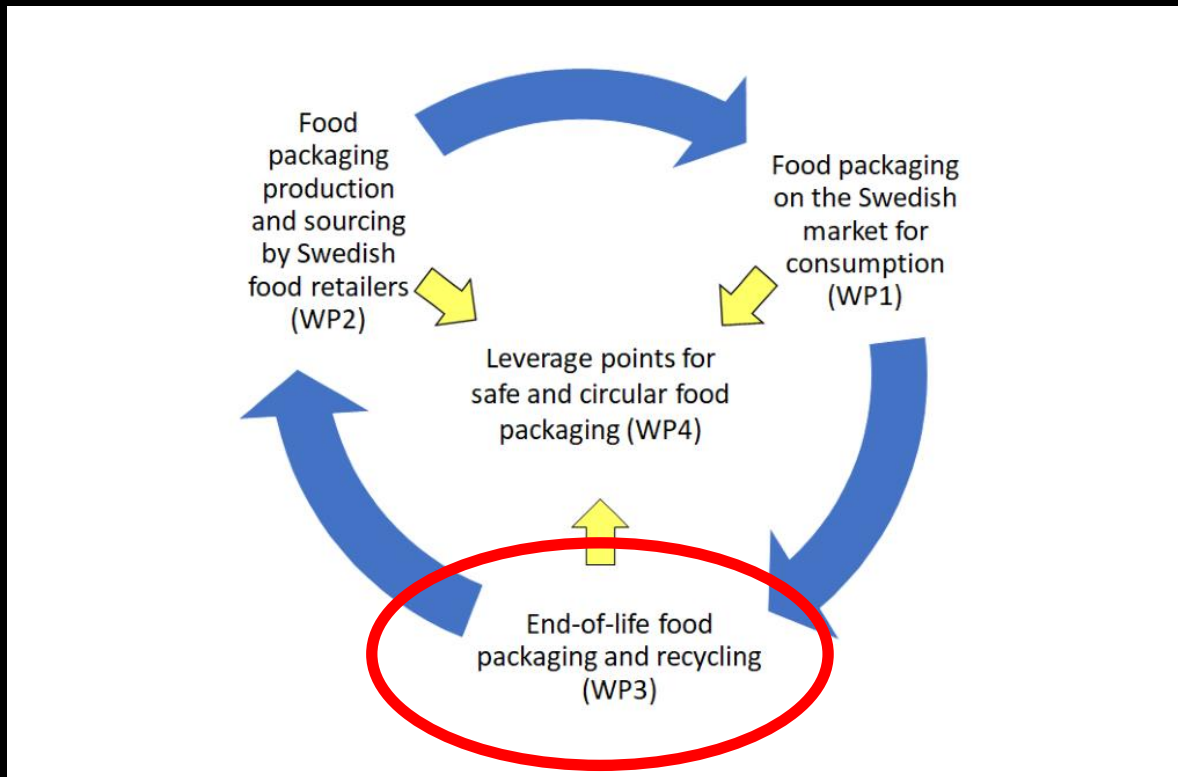 Food
packaging
production
and sourcing
by Swedish
food retailers
(WP2)
Food packaging
on the Swedish
market for
consumption
(WP1)
Leverage points for
safe and circular food
packaging (WP4)
End-of-life food
packaging and recycling
(WP3)